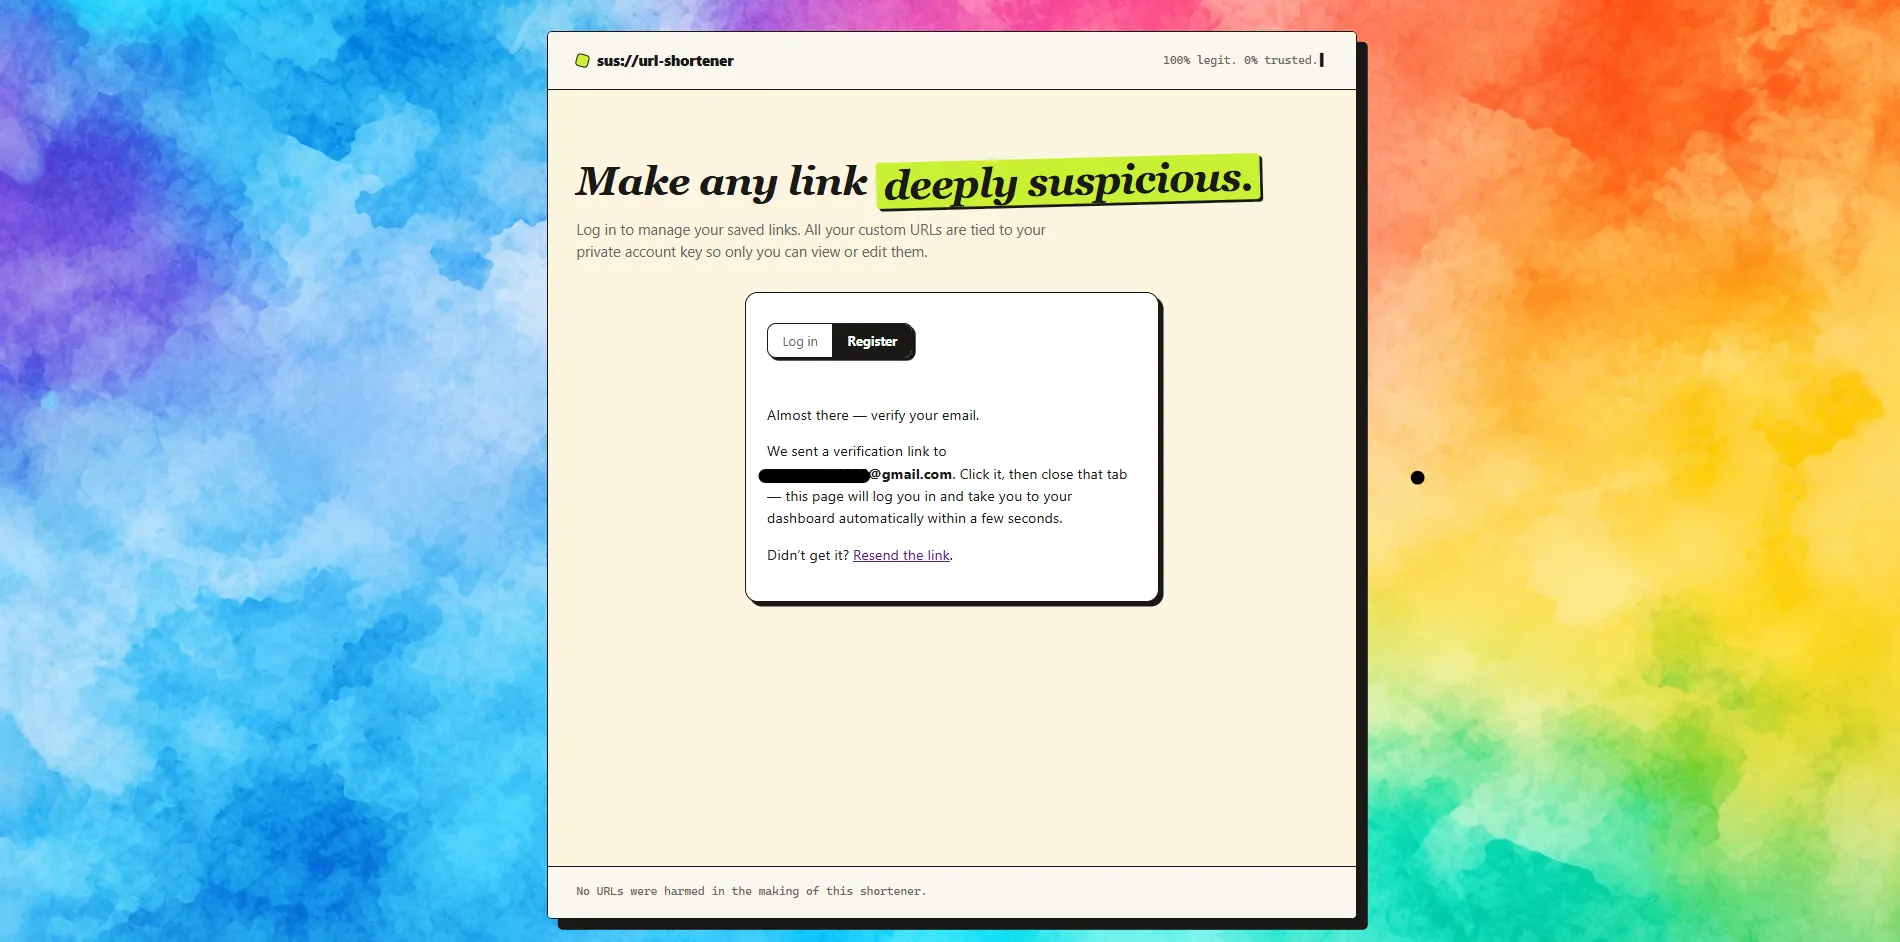 sus://url-shortener
100% legit. 0% trusted.
Make any link deeply suspicious.
Log in to manage your saved links. All your custom URLs are tied to your
private account key so only you can view or edit them.
Log in
Register
Almost there — verify your email.
We sent a verification link to
@gmail.com. Click it, then close that tab
— this page will log you in and take you to your
dashboard automatically within a few seconds.
Didn't get it? Resend the link.
No URLs were harmed in the making of this shortener.